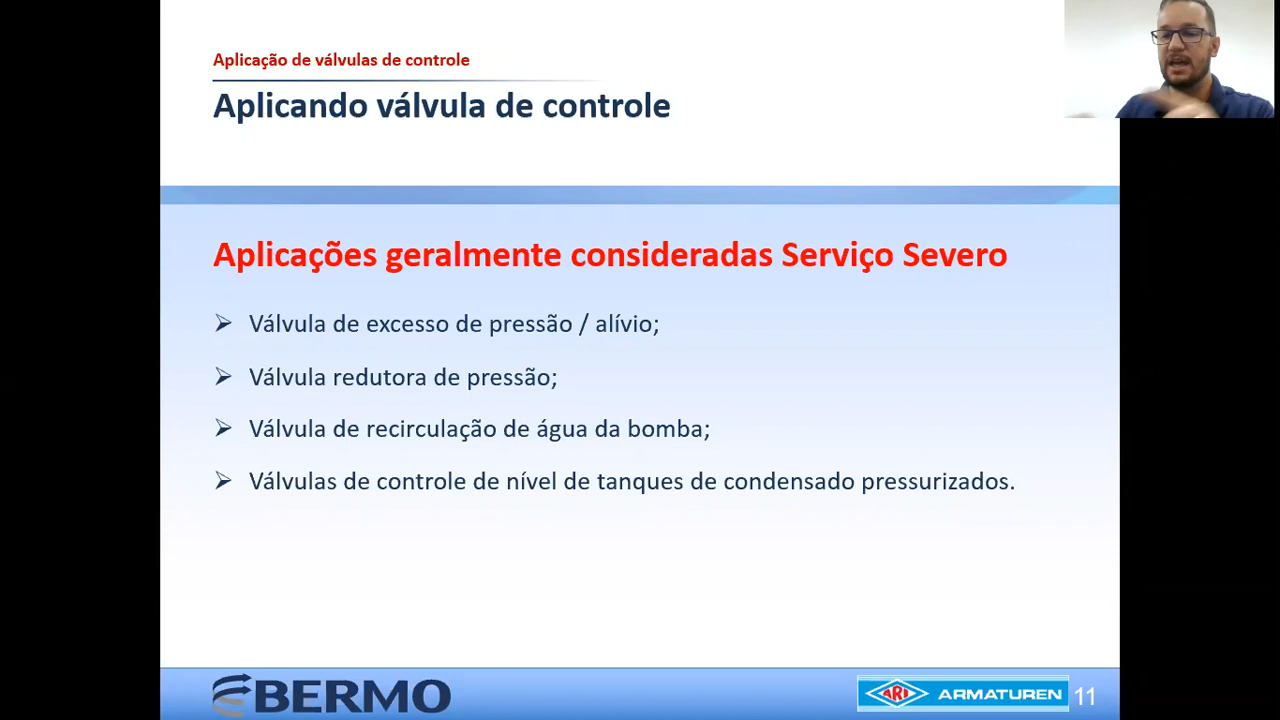 Aplicação de válvulas de controle
Aplicando válvula de controle
Aplicações geralmente consideradas Serviço Severo
Válvula de excesso de pressão / alívio;
Válvula redutora de pressão;
Válvula de recirculação de água da bomba;
Válvulas de controle de nível de tanques de condensado pressurizados.
BERMO
ARI ARMATUREN 11